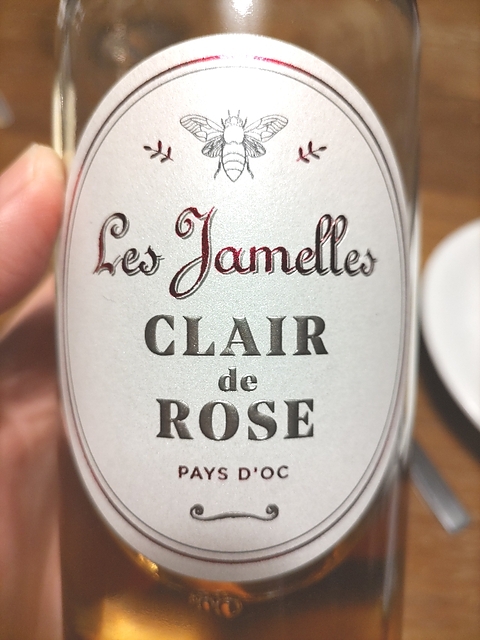 Les Jamelles
CLAIR
de
ROSE
PAYS D'OC